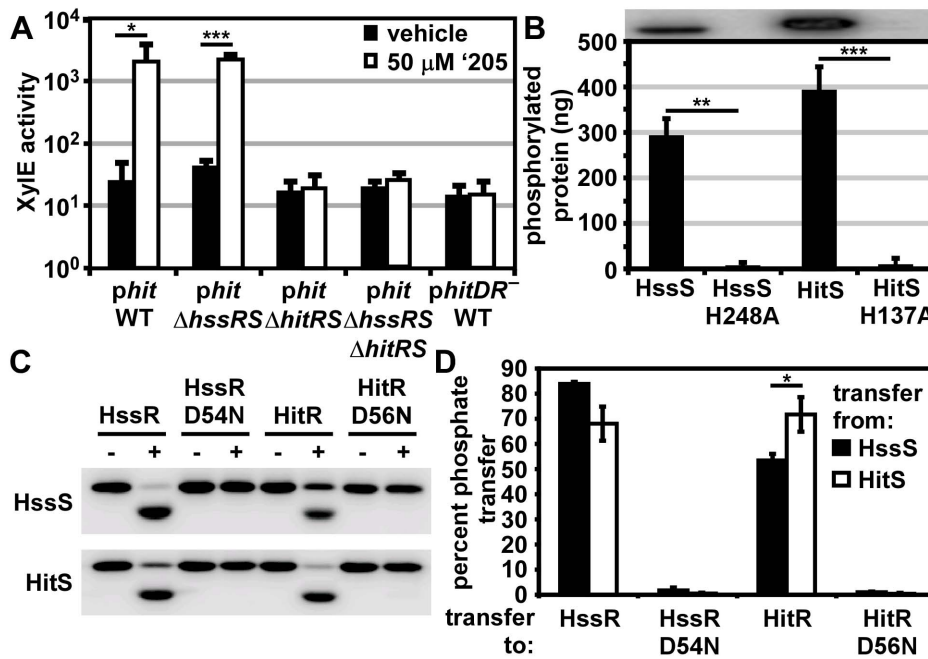 A
XylE activity
10⁴
10³
10²
10¹
10⁰
*
***
vehicle
50 µM ‘205
phit
WT
phit
ΔhssRS
phit
ΔhitRS
phit
ΔhssRS
ΔhitRS
phitDR⁻
WT
B
phosphorylated
protein (ng)
500
400
300
200
100
0
**
***
HssS
HssS
H248A
HitS
HitS
H137A
C
HssR
HssR
D54N
HitR
HitR
D56N
- + - + - + - +
HssS
HitS
D
percent phosphate
transfer
90
80
70
60
50
40
30
20
10
0
*
transfer
from:
HssS
HitS
transfer
to:
HssR
HssR
D54N
HitR
HitR
D56N